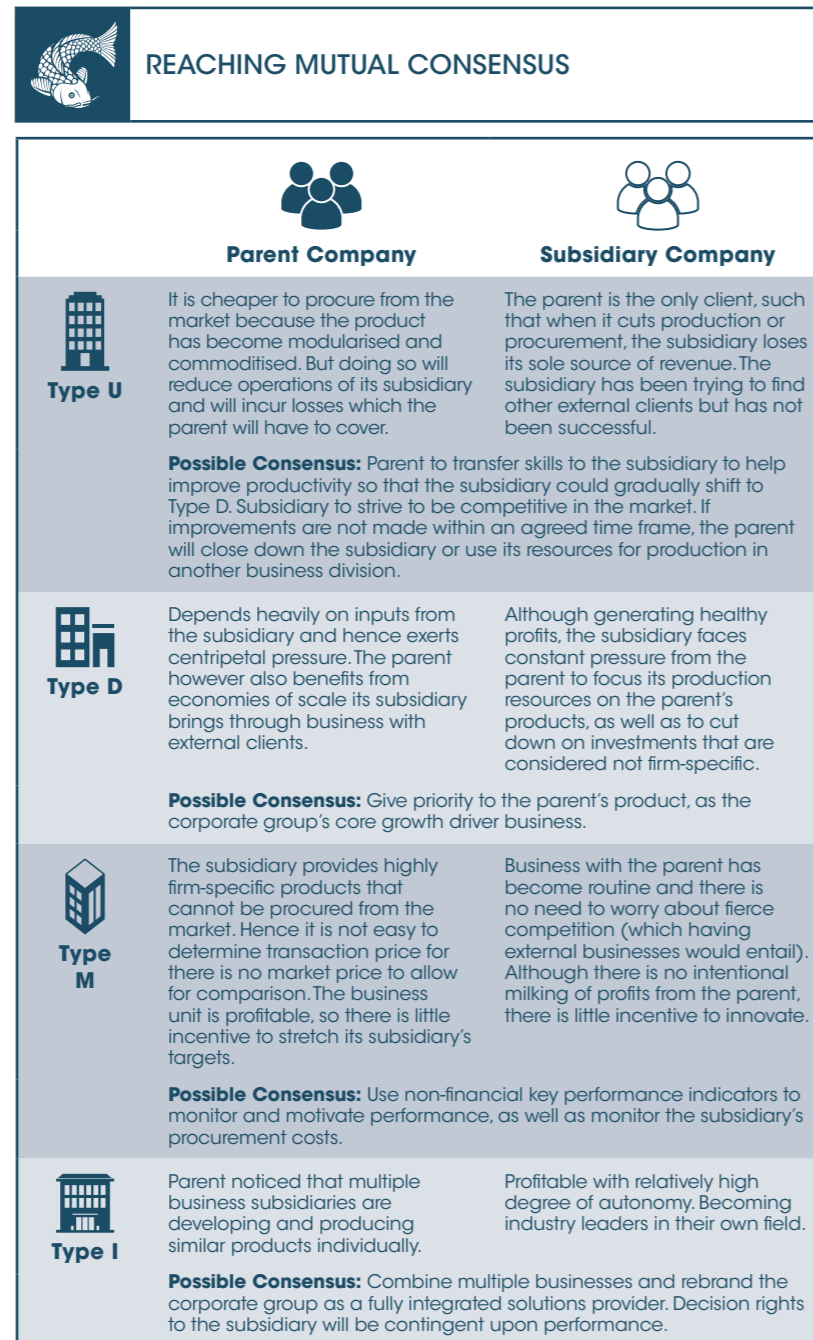 REACHING MUTUAL CONSENSUS
Parent Company
Subsidiary Company
Type U
It is cheaper to procure from the
market because the product
has become modularised and
commoditised. But doing so will
reduce operations of its subsidiary
and will incur losses which the
parent will have to cover.
The parent is the only client, such
that when it cuts production or
procurement, the subsidiary loses
its sole source of revenue. The
subsidiary has been trying to find
other external clients but has not
been successful.
Possible Consensus: Parent to transfer skills to the subsidiary to help
improve productivity so that the subsidiary could gradually shift to
Type D. Subsidiary to strive to be competitive in the market. If
improvements are not made within an agreed time frame, the parent
will close down the subsidiary or use its resources for production in
another business division.
Type D
Depends heavily on inputs from
the subsidiary and hence exerts
centripetal pressure. The parent
however also benefits from
economies of scale its subsidiary
brings through business with
external clients.
Although generating healthy
profits, the subsidiary faces
constant pressure from the
parent to focus its production
resources on the parent's
products, as well as to cut
down on investments that are
considered not firm-specific.
Possible Consensus: Give priority to the parent's product, as the
corporate group's core growth driver business.
Type
M
The subsidiary provides highly
firm-specific products that
cannot be procured from the
market. Hence it is not easy to
determine transaction price for
there is no market price to allow
for comparison. The business
unit is profitable, so there is little
incentive to stretch its subsidiary's
targets.
Business with the parent has
become routine and there is
no need to worry about fierce
competition (which having
external businesses would entail).
Although there is no intentional
milking of profits from the parent,
there is little incentive to innovate.
Possible Consensus: Use non-financial key performance indicators to
monitor and motivate performance, as well as monitor the subsidiary's
procurement costs.
Type I
Parent noticed that multiple
business subsidiaries are
developing and producing
similar products individually.
Profitable with relatively high
degree of autonomy. Becoming
industry leaders in their own field.
Possible Consensus: Combine multiple businesses and rebrand the
corporate group as a fully integrated solutions provider. Decision rights
to the subsidiary will be contingent upon performance.